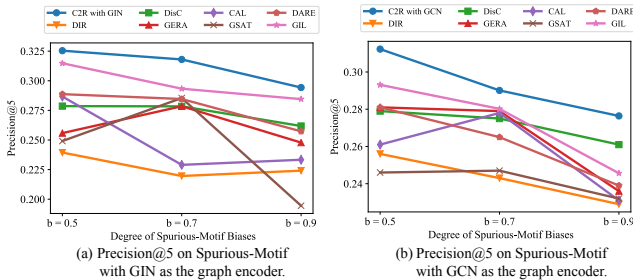 C2R with GIN DisC CAL DARE
DIR GERA GSAT GIL
0.325
0.300
0.275
0.250
0.225
0.200
Precision@5
b = 0.5 b = 0.7 b = 0.9
Degree of Spurious-Motif Biases
(a) Precision@5 on Spurious-Motif
with GIN as the graph encoder.
C2R with GCN DisC CAL DARE
DIR GERA GSAT GIL
0.30
0.28
0.26
0.24
Precision@5
b = 0.5 b = 0.7 b = 0.9
Degree of Spurious-Motif Biases
(b) Precision@5 on Spurious-Motif
with GCN as the graph encoder.